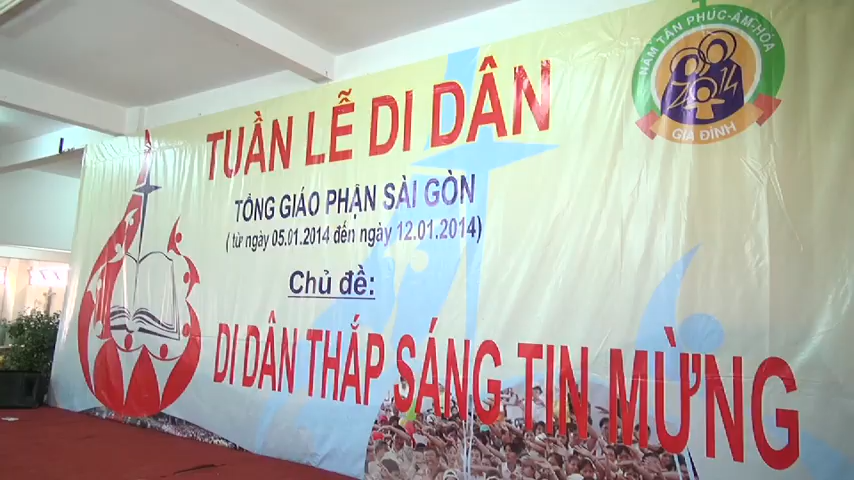 NĂM TÂN PHÚC-ÂM-HÓA
2014
GIA ĐÌNH
TUẦN LỄ DI DÂN
TỔNG GIÁO PHẬN SÀI GÒN
( từ ngày 05.01.2014 đến ngày 12.01.2014)
Chủ đề:
DI DÂN THẮP SÁNG TIN MỪNG